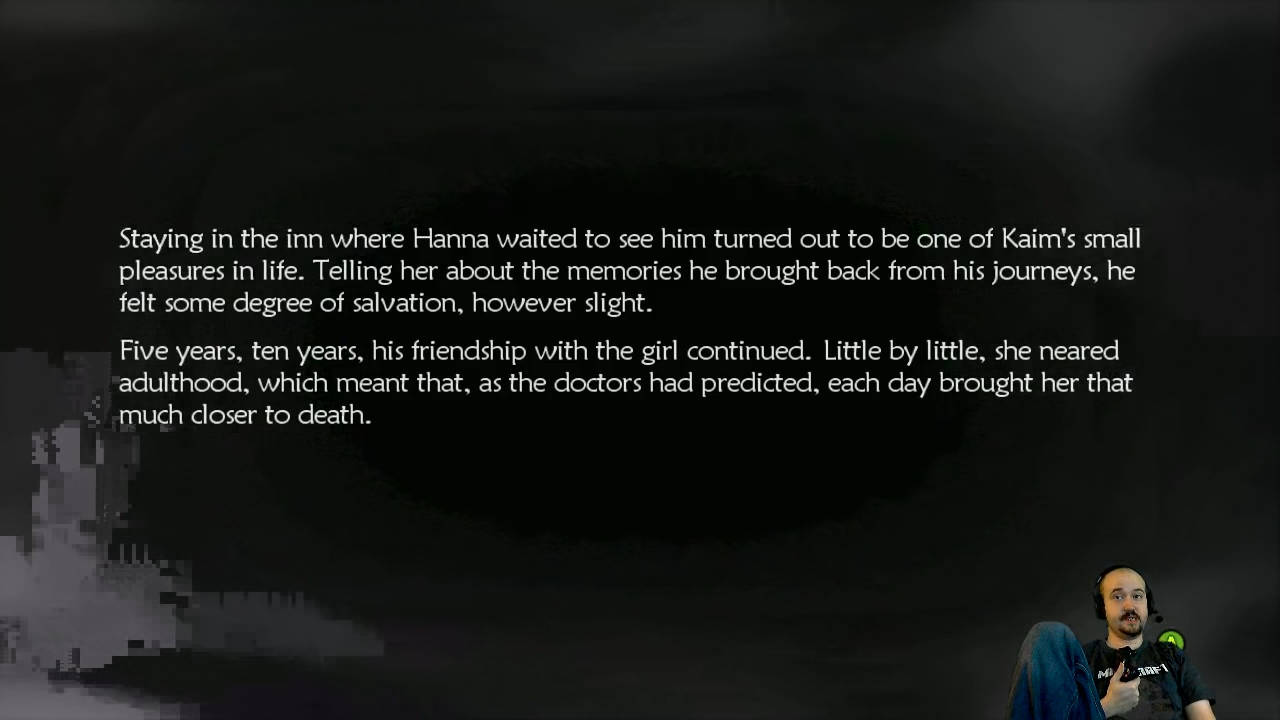 Staying in the inn where Hanna waited to see him turned out to be one of Kaim's small
pleasures in life. Telling her about the memories he brought back from his journeys, he
felt some degree of salvation, however slight.
Five years, ten years, his friendship with the girl continued. Little by little, she neared
adulthood, which meant that, as the doctors had predicted, each day brought her that
much closer to death.
A